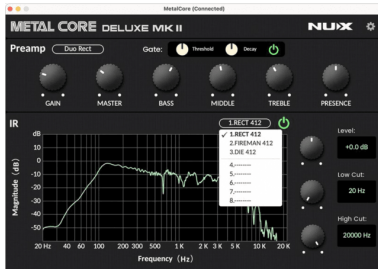 MetalCore (Connected)
METAL CORE DELUXE MK II
NUX
Preamp Duo Rect Gate: Threshold Decay
GAIN MASTER BASS MIDDLE TREBLE PRESENCE
IR 1.RECT 412
✓ 1.RECT 412
2.FIREMAN 412
3.DIE 412
4.--------
5.--------
6.--------
7.--------
8.--------
dB
10
0
-10
-20
-30
-40
-50
Magnitude (dB)
20 Hz 40 60 100 200 300 500 1 K 2 K 3 K 5 K 10 K 20 K
Frequency (Hz)
Level:
+0.0 dB
Low Cut:
20 Hz
High Cut:
20000 Hz